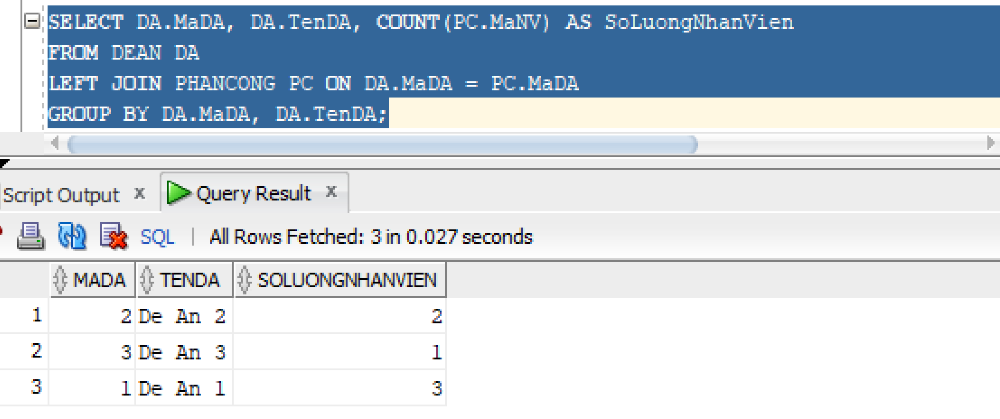 SELECT DA.MaDA, DA.TenDA, COUNT(PC.MaNV) AS SoLuongNhanVien
FROM DEAN DA
LEFT JOIN PHANCONG PC ON DA.MaDA = PC.MaDA
GROUP BY DA.MaDA, DA.TenDA;
Script Output x Query Result x
SQL | All Rows Fetched: 3 in 0.027 seconds
MADA TENDA SOLUONGNHANVIEN
1 2 De An 2 2
2 3 De An 3 1
3 1 De An 1 3